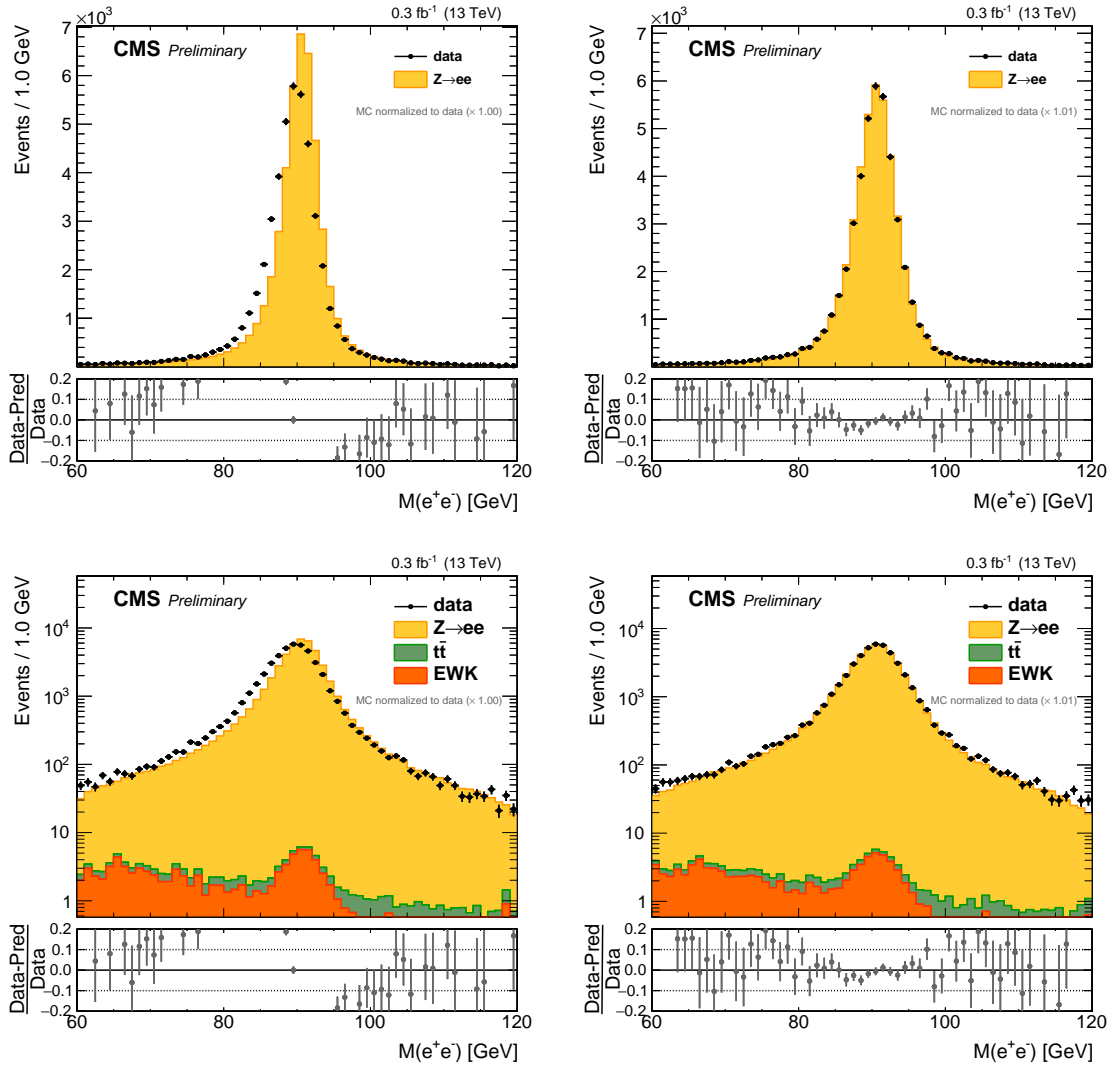 ×10³ 0.3 fb⁻¹ (13 TeV)
CMS Preliminary
data
Z→ee
MC normalized to data (× 1.00)
Events / 1.0 GeV
7
6
5
4
3
2
1
Data-Pred
Data
0.2
0.1
0.0
−0.1
−0.2
60 80 100 120
M(e⁺e⁻) [GeV]
×10³ 0.3 fb⁻¹ (13 TeV)
CMS Preliminary
data
Z→ee
MC normalized to data (× 1.01)
Events / 1.0 GeV
7
6
5
4
3
2
1
Data-Pred
Data
0.2
0.1
0.0
−0.1
−0.2
60 80 100 120
M(e⁺e⁻) [GeV]
0.3 fb⁻¹ (13 TeV)
CMS Preliminary
data
Z→ee
tt̄
EWK
MC normalized to data (× 1.00)
Events / 1.0 GeV
10⁴
10³
10²
10
1
Data-Pred
Data
0.2
0.1
0.0
−0.1
−0.2
60 80 100 120
M(e⁺e⁻) [GeV]
0.3 fb⁻¹ (13 TeV)
CMS Preliminary
data
Z→ee
tt̄
EWK
MC normalized to data (× 1.01)
Events / 1.0 GeV
10⁴
10³
10²
10
1
Data-Pred
Data
0.2
0.1
0.0
−0.1
−0.2
60 80 100 120
M(e⁺e⁻) [GeV]